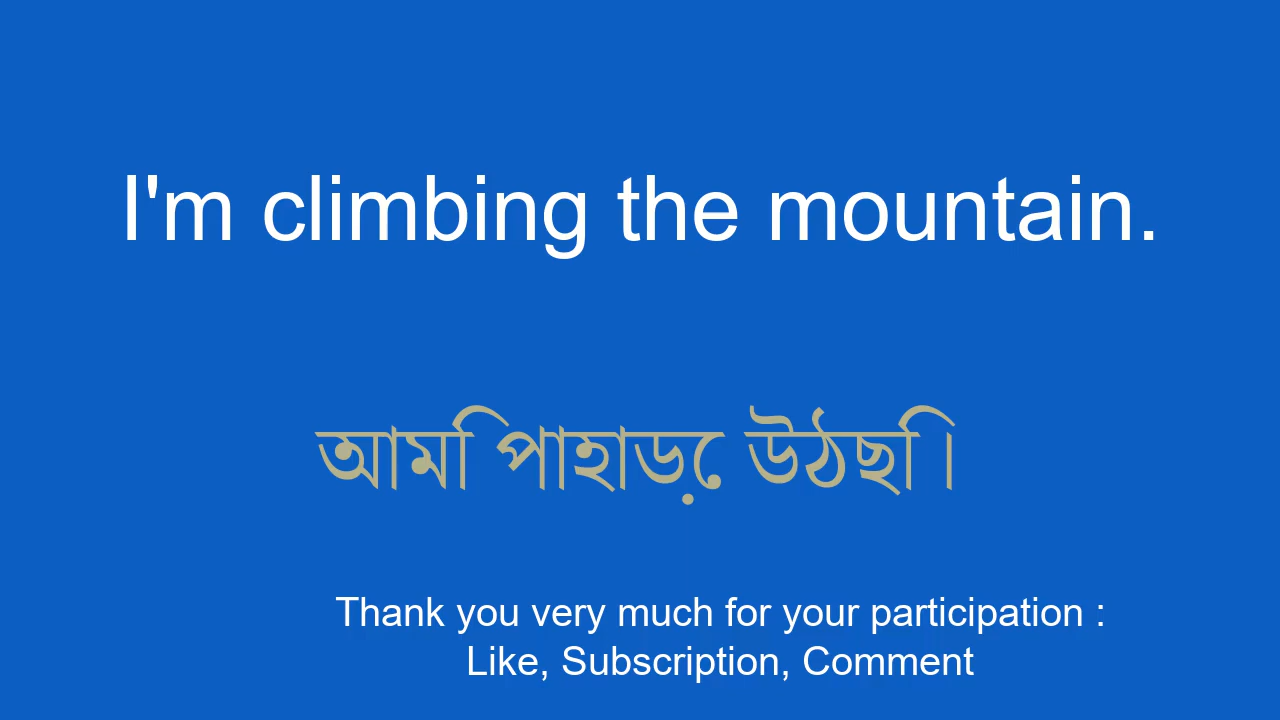 I'm climbing the mountain.
আমি পাহাড়ে উঠছি।
Thank you very much for your participation :
Like, Subscription, Comment